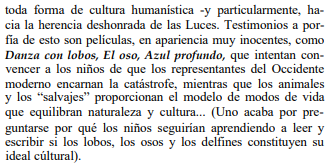 toda forma de cultura humanística -y particularmente, ha-
cia la herencia deshonrada de las Luces. Testimonios a por-
fía de esto son películas, en apariencia muy inocentes, como
Danza con lobos, El oso, Azul profundo, que intentan con-
vencer a los niños de que los representantes del Occidente
moderno encarnan la catástrofe, mientras que los animales
y los “salvajes” proporcionan el modelo de modos de vida
que equilibran naturaleza y cultura... (Uno acaba por pre-
guntarse por qué los niños seguirían aprendiendo a leer y
escribir si los lobos, los osos y los delfines constituyen su
ideal cúltural).